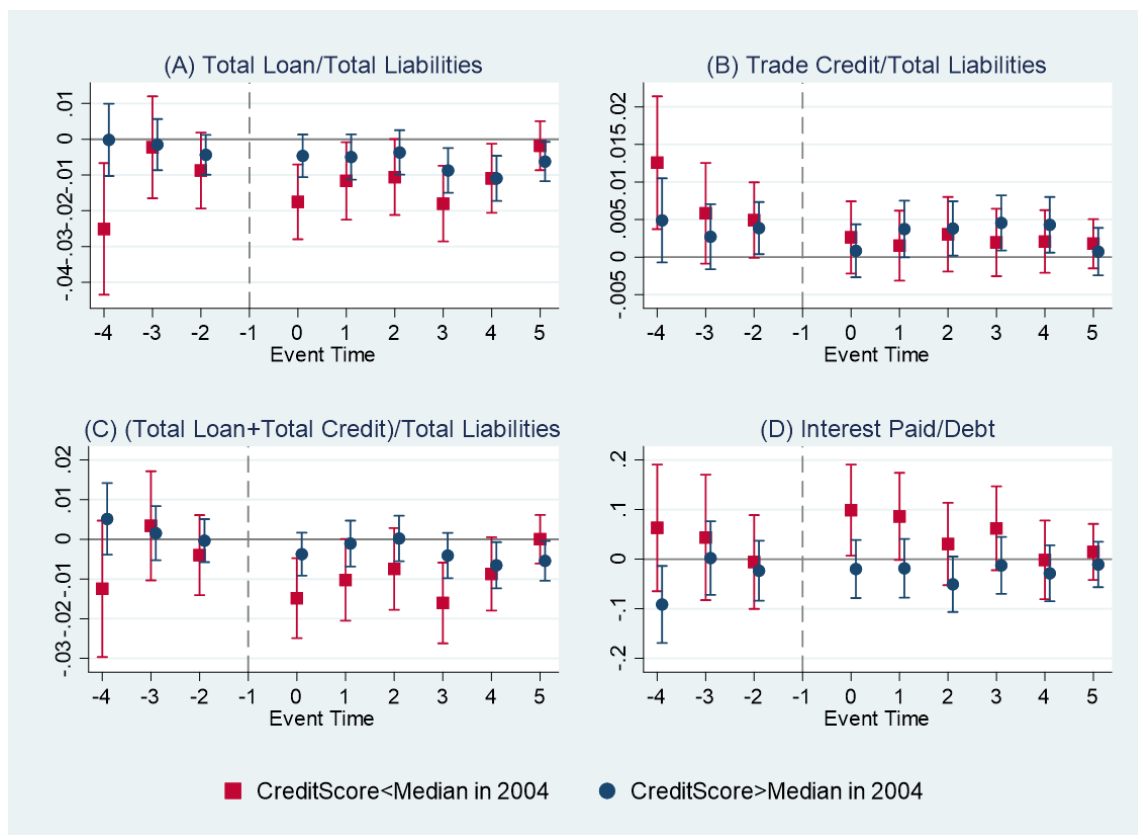 (A) Total Loan/Total Liabilities
.01
0
-.01
-.02
-.03
-.04
-4 -3 -2 -1 0 1 2 3 4 5
Event Time
(B) Trade Credit/Total Liabilities
.02
.015
.01
.005
0
-.005
-4 -3 -2 -1 0 1 2 3 4 5
Event Time
(C) (Total Loan+Total Credit)/Total Liabilities
.02
.01
0
-.01
-.02
-.03
-4 -3 -2 -1 0 1 2 3 4 5
Event Time
(D) Interest Paid/Debt
.2
.1
0
-.1
-.2
-4 -3 -2 -1 0 1 2 3 4 5
Event Time
CreditScore<Median in 2004 CreditScore>Median in 2004